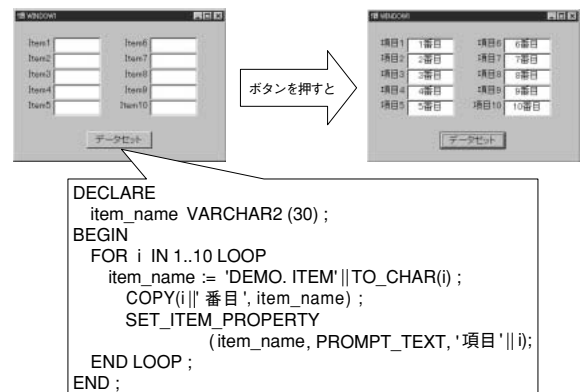 WINDOW1
Item1 Item6
Item2 Item7
Item3 Item8
Item4 Item9
Item5 Item10
データセット
ボタンを押すと
WINDOW1
項目1 1番目 項目6 6番目
項目2 2番目 項目7 7番目
項目3 3番目 項目8 8番目
項目4 4番目 項目9 9番目
項目5 5番目 項目10 10番目
データセット
DECLARE
item_name VARCHAR2 (30) ;
BEGIN
FOR i IN 1..10 LOOP
item_name := 'DEMO. ITEM'||TO_CHAR(i) ;
COPY(i||' 番目', item_name) ;
SET_ITEM_PROPERTY
(item_name, PROMPT_TEXT, '項目'|| i);
END LOOP ;
END ;